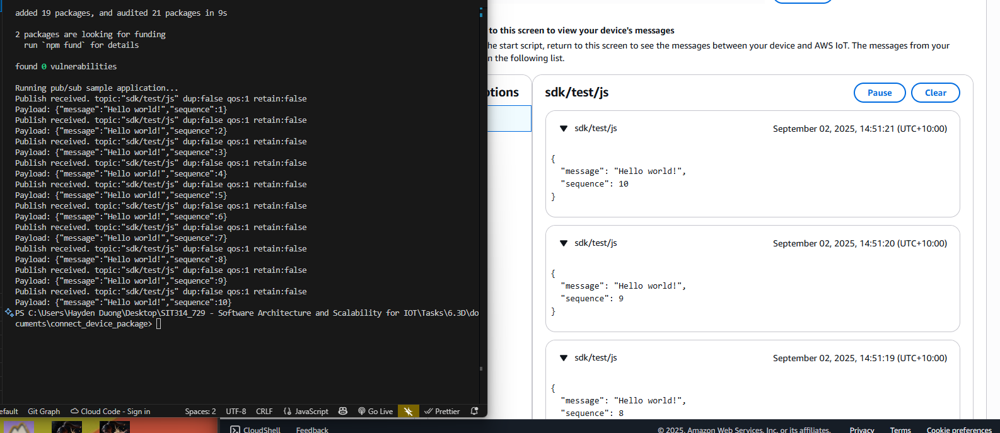 added 19 packages, and audited 21 packages in 9s
2 packages are looking for funding
run `npm fund` for details
found 0 vulnerabilities
Running pub/sub sample application...
Publish received. topic:"sdk/test/js" dup:false qos:1 retain:false
Payload: {"message":"Hello world!","sequence":1}
Publish received. topic:"sdk/test/js" dup:false qos:1 retain:false
Payload: {"message":"Hello world!","sequence":2}
Publish received. topic:"sdk/test/js" dup:false qos:1 retain:false
Payload: {"message":"Hello world!","sequence":3}
Publish received. topic:"sdk/test/js" dup:false qos:1 retain:false
Payload: {"message":"Hello world!","sequence":4}
Publish received. topic:"sdk/test/js" dup:false qos:1 retain:false
Payload: {"message":"Hello world!","sequence":5}
Publish received. topic:"sdk/test/js" dup:false qos:1 retain:false
Payload: {"message":"Hello world!","sequence":6}
Publish received. topic:"sdk/test/js" dup:false qos:1 retain:false
Payload: {"message":"Hello world!","sequence":7}
Publish received. topic:"sdk/test/js" dup:false qos:1 retain:false
Payload: {"message":"Hello world!","sequence":8}
Publish received. topic:"sdk/test/js" dup:false qos:1 retain:false
Payload: {"message":"Hello world!","sequence":9}
Publish received. topic:"sdk/test/js" dup:false qos:1 retain:false
Payload: {"message":"Hello world!","sequence":10}
PS C:\Users\Hayden Duong\Desktop\SIT314_729 - Software Architecture and Scalability for IOT\Tasks\6.3D\do
cuments\connect_device_package>
efault Git Graph Cloud Code - Sign in Spaces: 2 UTF-8 CRLF JavaScript Go Live Prettier
to this screen to view your device's messages
he start script, return to this screen to see the messages between your device and AWS IoT. The messages from your
n the following list.
ptions
sdk/test/js Pause Clear
sdk/test/js September 02, 2025, 14:51:21 (UTC+10:00)
{
"message": "Hello world!",
"sequence": 10
}
sdk/test/js September 02, 2025, 14:51:20 (UTC+10:00)
{
"message": "Hello world!",
"sequence": 9
}
sdk/test/js September 02, 2025, 14:51:19 (UTC+10:00)
{
"message": "Hello world!",
"sequence": 8
CloudShell Feedback © 2025, Amazon Web Services, Inc. or its affiliates. Privacy Terms Cookie preferences